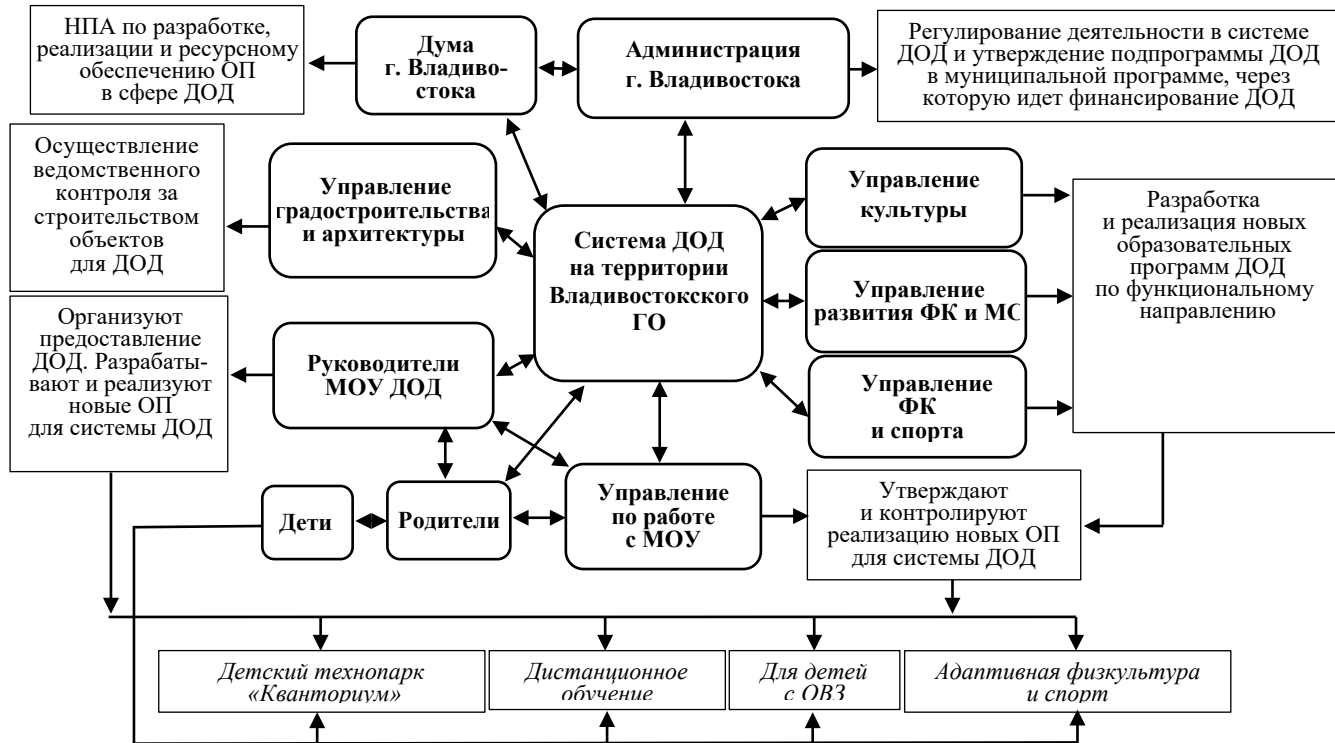 НПА по разработке,
реализации и ресурсному
обеспечению ОП
в сфере ДОД
Дума
г. Владиво-
стока
Администрация
г. Владивостока
Регулирование деятельности в системе
ДОД и утверждение подпрограммы ДОД
в муниципальной программе, через
которую идет финансирование ДОД
Осуществление
ведомственного
контроля за
строительством
объектов
для ДОД
Управление
градостроительства
и архитектуры
Система ДОД
на территории
Владивостокского
ГО
Управление
культуры
Управление
развития ФК и МС
Управление
ФК
и спорта
Разработка
и реализация новых
образовательных
программ ДОД
по функциональному
направлению
Организуют
предоставление
ДОД. Разрабаты-
вают и реализуют
новые ОП
для системы ДОД
Руководители
МОУ ДОД
Дети
Родители
Управление
по работе
с МОУ
Утверждают
и контролируют
реализацию новых ОП
для системы ДОД
Детский технопарк
«Кванториум»
Дистанционное
обучение
Для детей
с ОВЗ
Адаптивная физкультура
и спорт